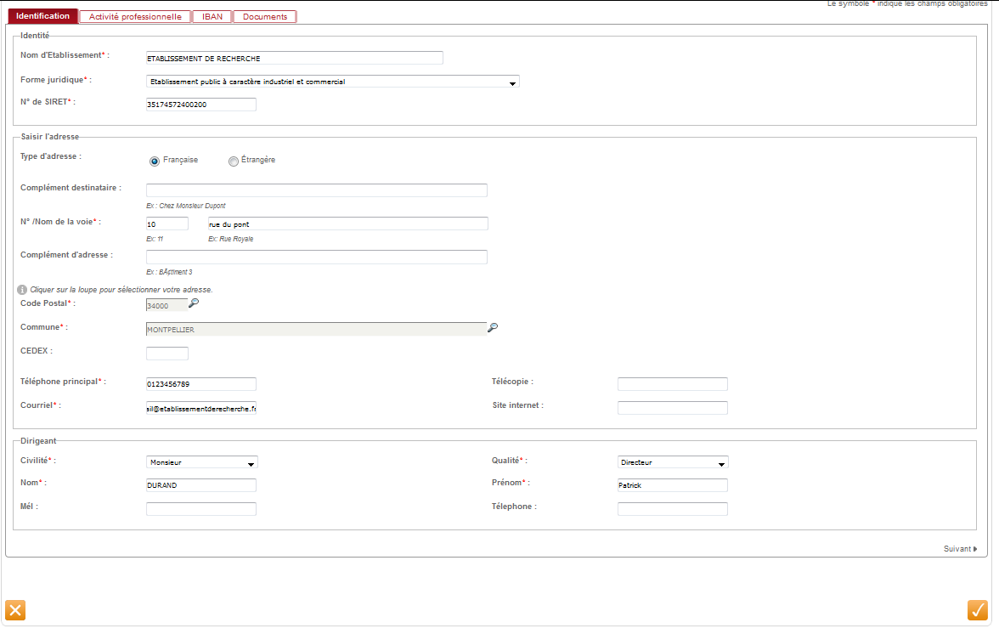 Le symbole * indique les champs obligatoires
Identification Activité professionnelle IBAN Documents
Identité
Nom d'Etablissement* : ETABLISSEMENT DE RECHERCHE
Forme juridique* : Etablissement public à caractère industriel et commercial
N° de SIRET* : 35174572400200
Saisir l'adresse
Type d'adresse : Française Étrangère
Complément destinataire :
Ex : Chez Monsieur Dupont
N° /Nom de la voie* : 10 rue du pont
Ex: 11 Ex: Rue Royale
Complément d'adresse :
Ex : BÃ¢timent 3
Cliquer sur la loupe pour sélectionner votre adresse.
Code Postal* : 34000
Commune* : MONTPELLIER
CEDEX :
Téléphone principal* : 0123456789 Télécopie :
Courriel* : ail@etablissementderecherche.fr Site internet :
Dirigeant
Civilité* : Monsieur Qualité* : Directeur
Nom* : DURAND Prénom* : Patrick
Mél : Télephone :
Suivant